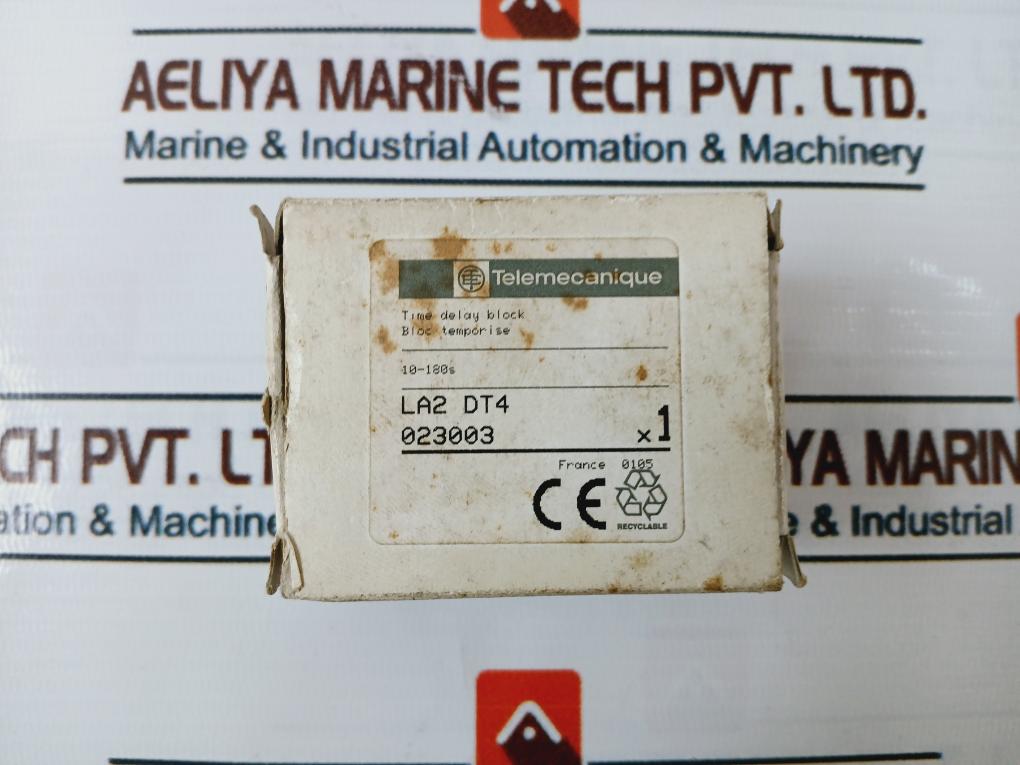 AELIYA MARINE TECH PVT. LTD.
Marine & Industrial Automation & Machinery
Telemecanique
Time delay block
Bloc temporise
10-180s
LA2 DT4
023003
x1
France 0105
CE
RECYCLABLE
CH PVT. LT
ation & Machine
YA MARIN
& Industrial